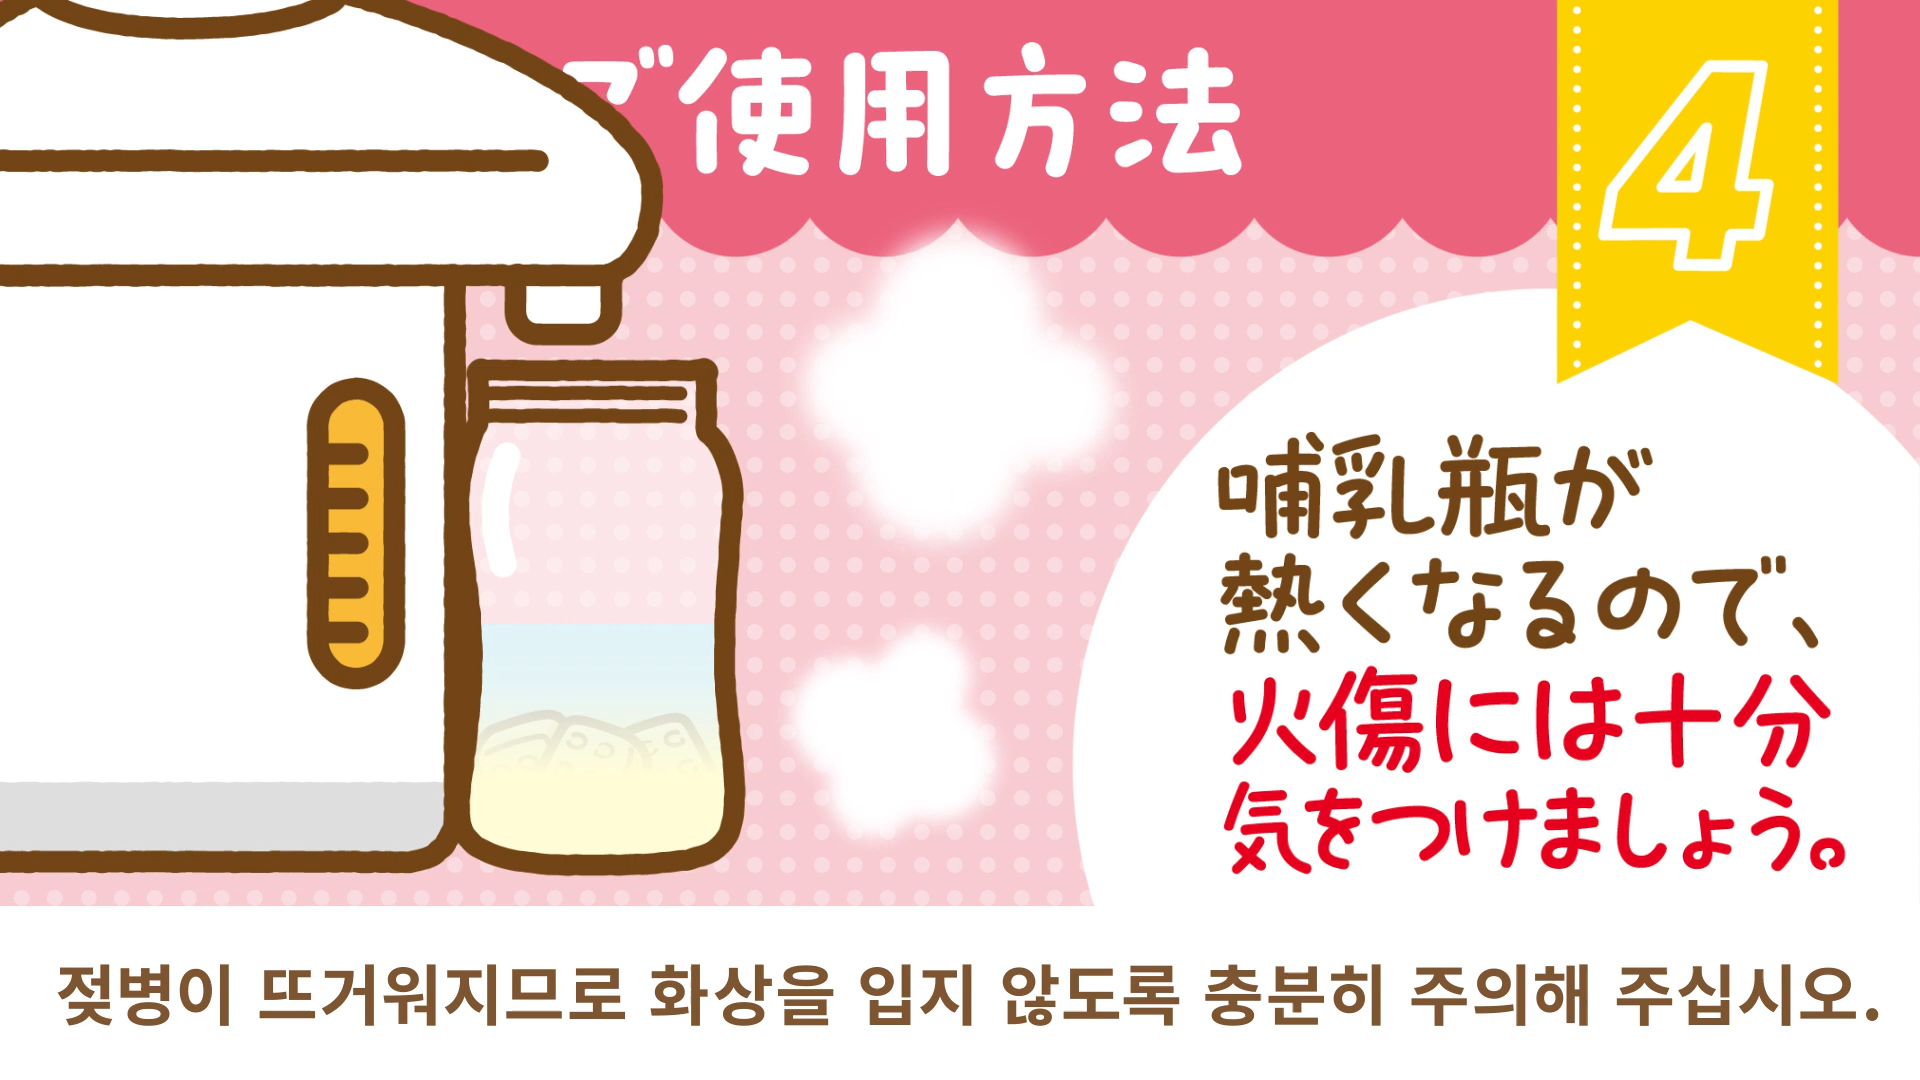 ご使用方法
4
哺乳瓶が
熱くなるので、
火傷には十分
気をつけましょう。
젖병이 뜨거워지므로 화상을 입지 않도록 충분히 주의해 주십시오.